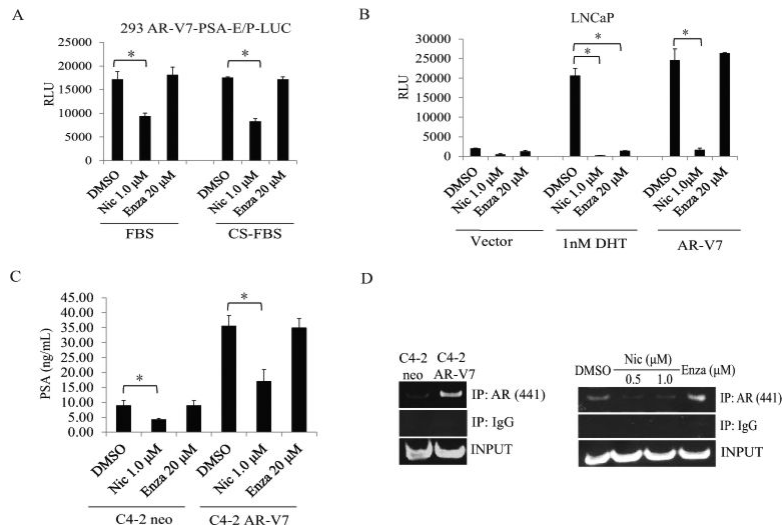 A
293 AR-V7-PSA-E/P-LUC
RLU
25000
20000
15000
10000
5000
0
*
*
DMSO
Nic 1.0 µM
Enza 20 µM
DMSO
Nic 1.0 µM
Enza 20 µM
FBS
CS-FBS
B
LNCaP
RLU
30000
25000
20000
15000
10000
5000
0
*
*
*
DMSO
Nic 1.0 µM
Enza 20 µM
DMSO
Nic 1.0 µM
Enza 20 µM
DMSO
Nic 1.0µM
Enza 20 µM
Vector
1nM DHT
AR-V7
C
PSA (ng/mL)
45.00
40.00
35.00
30.00
25.00
20.00
15.00
10.00
5.00
0.00
*
*
DMSO
Nic 1.0 µM
Enza 20 µM
DMSO
Nic 1.0 µM
Enza 20 µM
C4-2 neo
C4-2 AR-V7
D
C4-2 neo
C4-2 AR-V7
IP: AR (441)
IP: IgG
INPUT
DMSO
Nic (µM)
0.5 1.0
Enza (µM)
IP: AR (441)
IP: IgG
INPUT